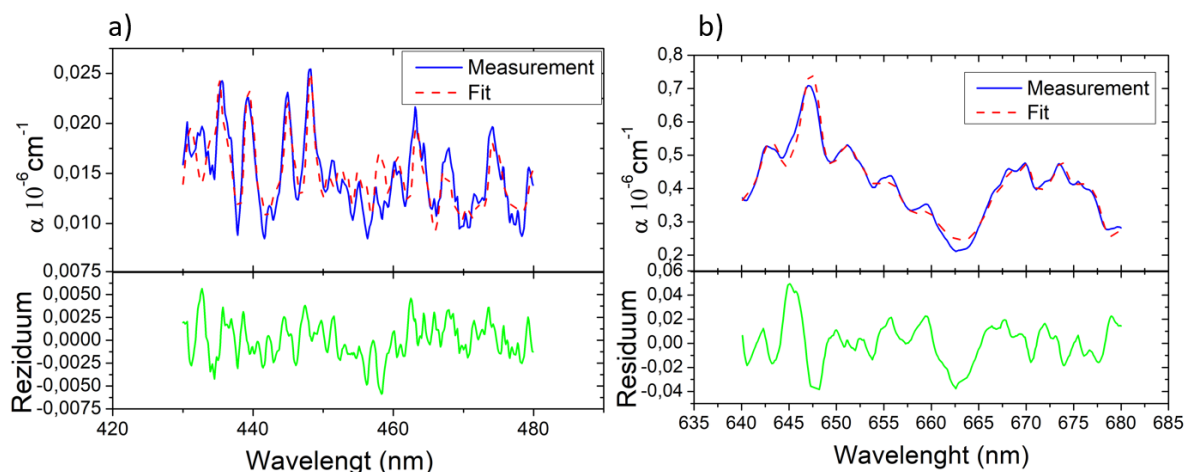 a)
0,025
0,020
0,015
0,010
α 10⁻⁶cm⁻¹
Measurement
Fit
0,0075
0,0050
0,0025
0,0000
-0,0025
-0,0050
-0,0075
Reziduum
420 440 460 480
Wavelengt (nm)
b)
0,8
0,7
0,6
0,5
0,4
0,3
0,2
α 10⁻⁶cm⁻¹
Measurement
Fit
0,06
0,04
0,02
0,00
-0,02
-0,04
Residuum
635 640 645 650 655 660 665 670 675 680 685
Wavelenght (nm)